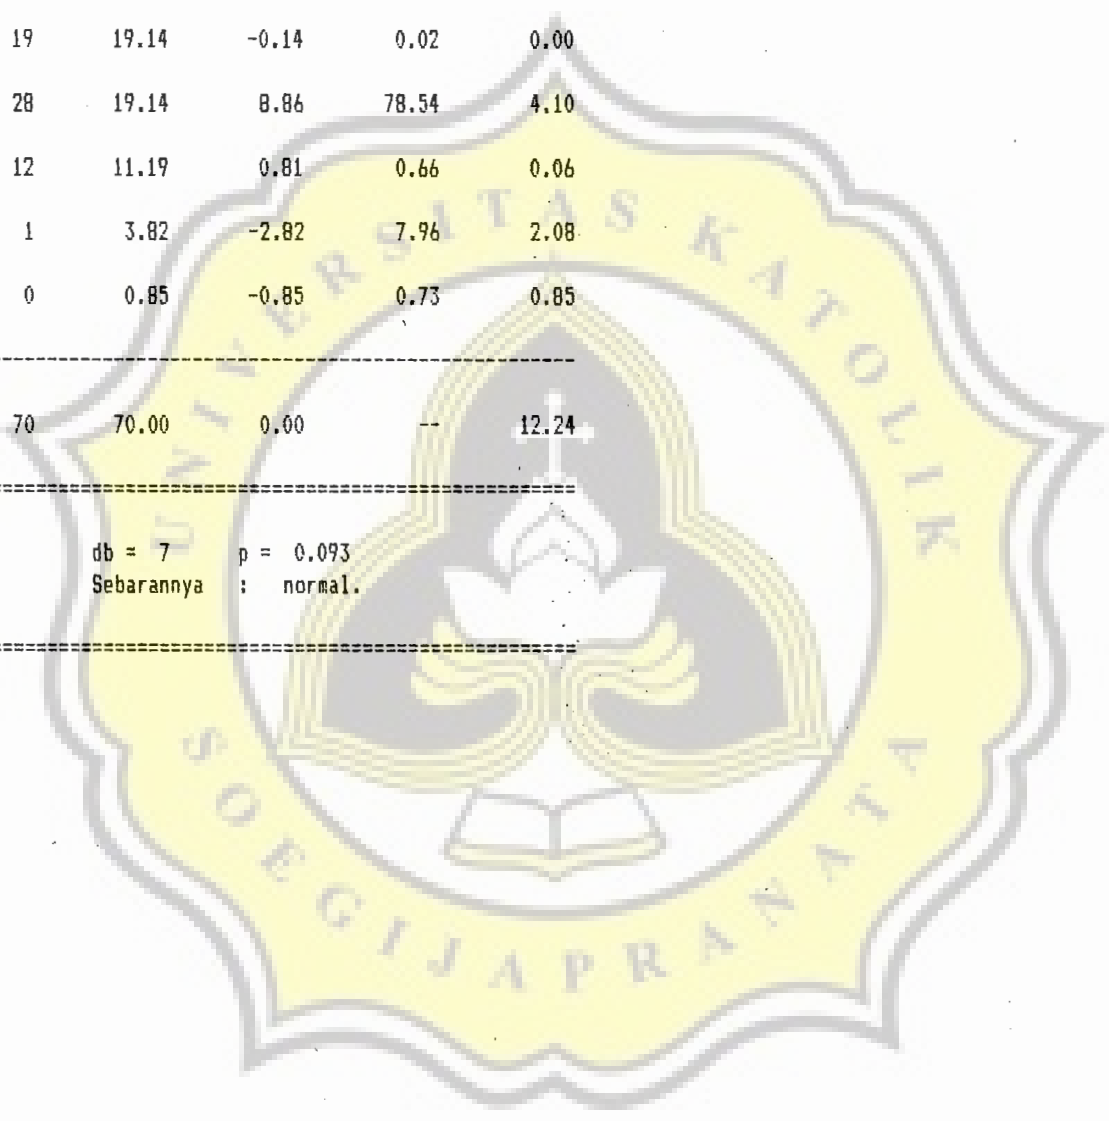 19 19.14 -0.14 0.02 0.00
28 19.14 8.86 78.54 4.10
12 11.19 0.81 0.66 0.06
1 3.82 -2.82 7.96 2.08
0 0.85 -0.85 0.73 0.85
70 70.00 0.00 -- 12.24
db = 7 p = 0.093
Sebarannya : normal.
UNIVERSITAS KATOLIK
SOEGIJAPRANATA